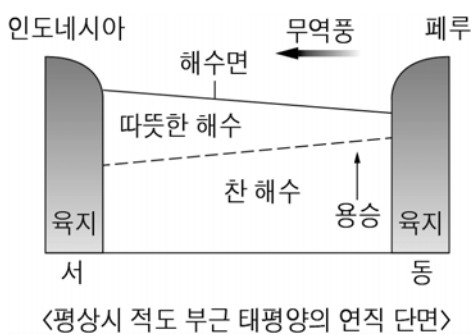 인도네시아 무역풍 페루
해수면
따뜻한 해수
찬 해수
육지 용승 육지
서 동
<평상시 적도 부근 태평양의 연직 단면>